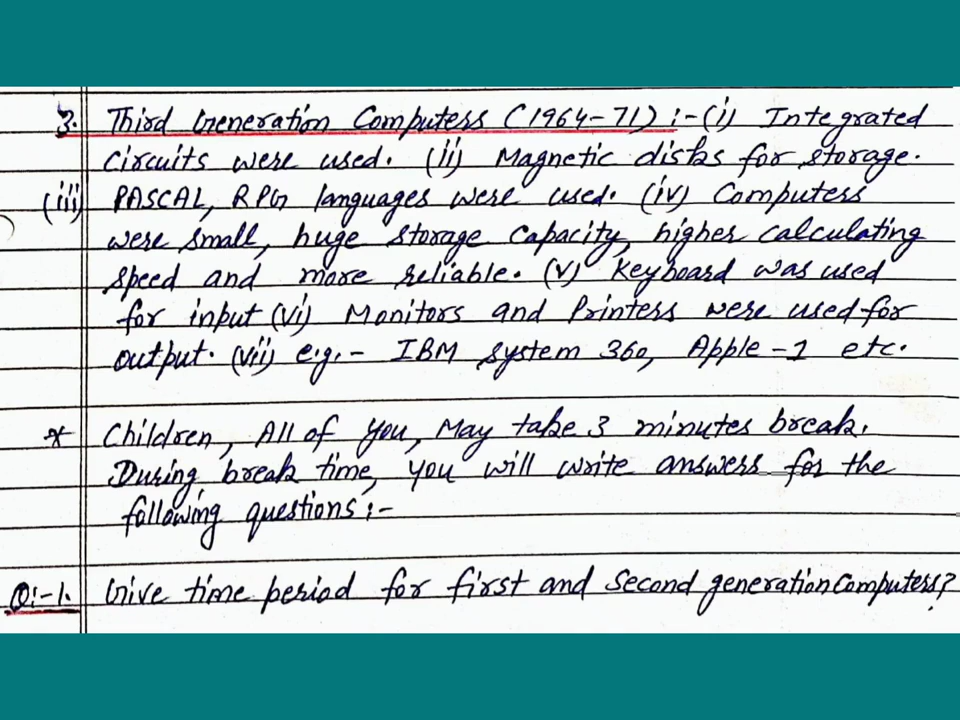 3. Third Generation Computers (1964-71) :- (i) Integrated
circuits were used. (ii) Magnetic disks for storage.
(iii) PASCAL, RPG languages were used. (iv) Computers
were small, huge storage capacity, higher calculating
speed and more reliable. (v) Keyboard was used
for input (vi) Monitors and Printers were used for
output. (vii) e.g. - IBM system 360, Apple-1 etc.
* Children, All of you, May take 3 minutes break.
During break time, you will write answers for the
following questions :-
Q:-1. Give time period for first and second generation computers?